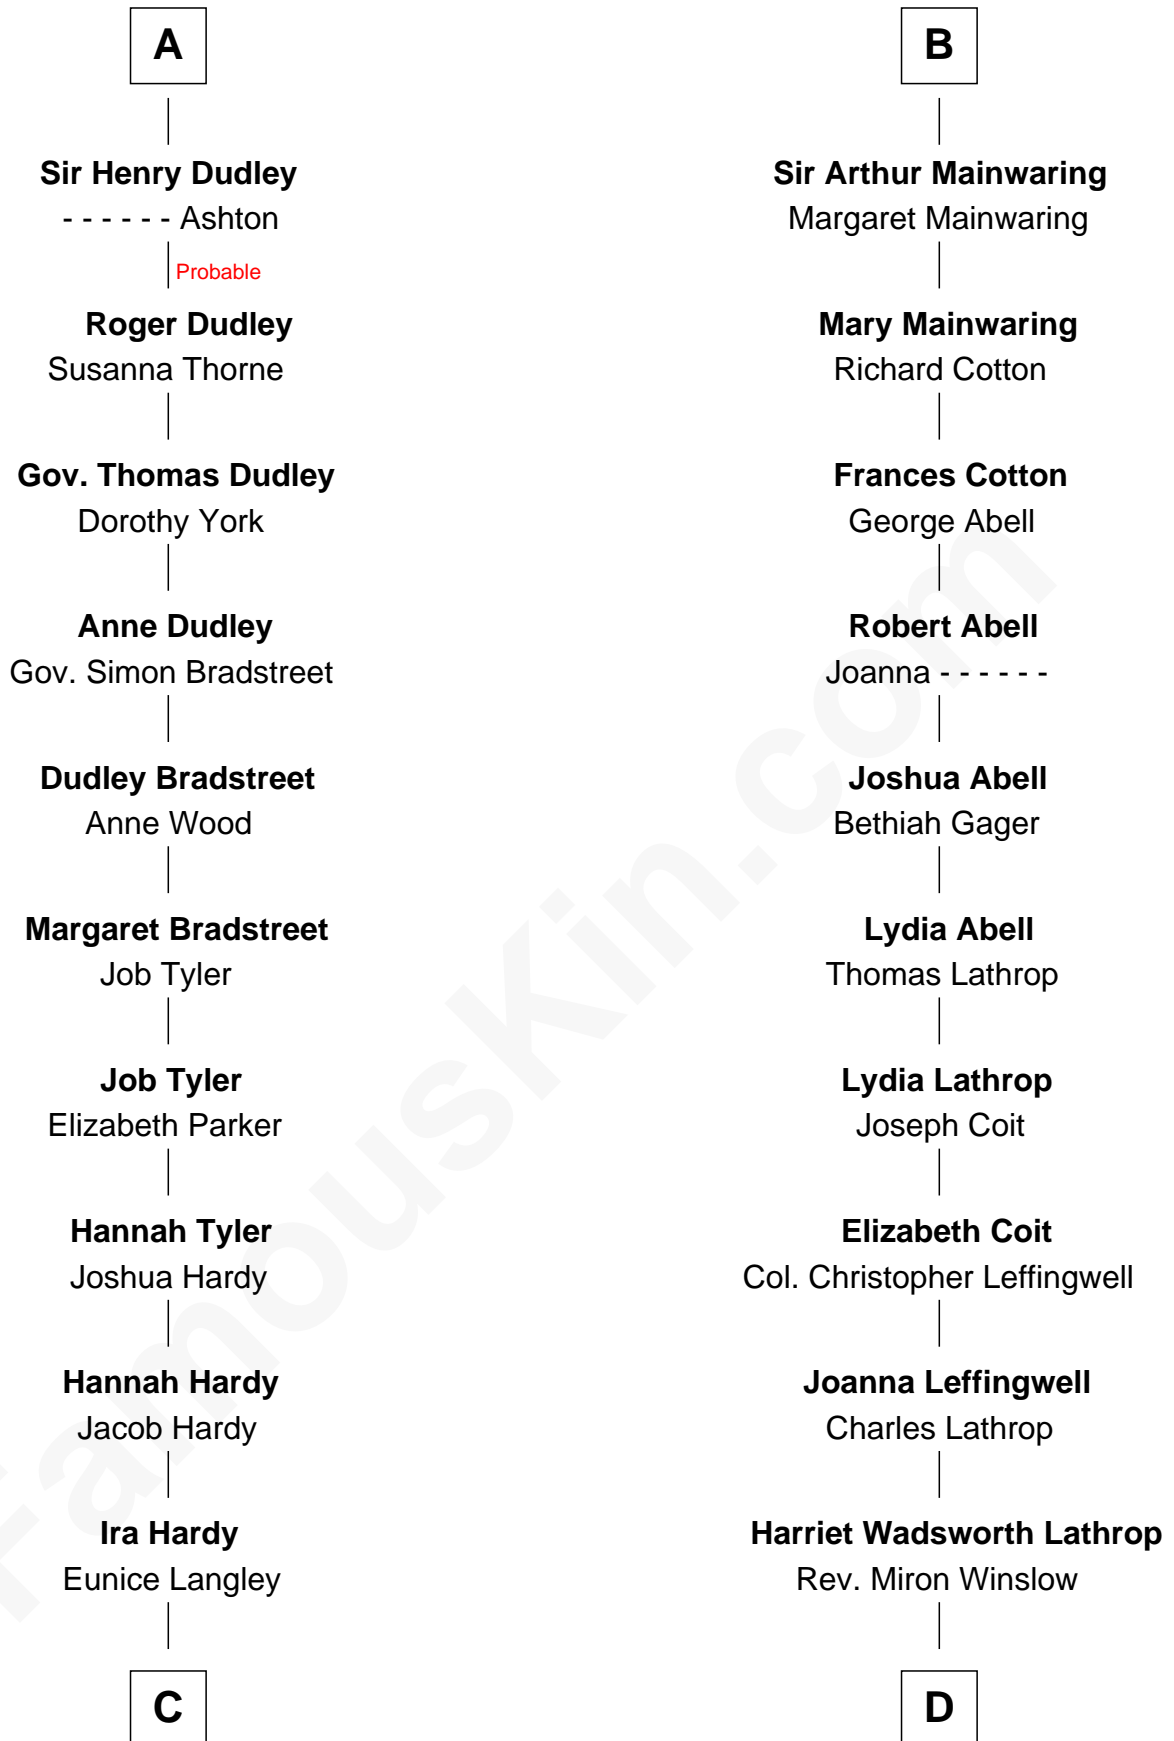 A
Sir Henry Dudley
- - - - - - Ashton
Probable
Roger Dudley
Susanna Thorne
Gov. Thomas Dudley
Dorothy York
Anne Dudley
Gov. Simon Bradstreet
Dudley Bradstreet
Anne Wood
Margaret Bradstreet
Job Tyler
Job Tyler
Elizabeth Parker
Hannah Tyler
Joshua Hardy
Hannah Hardy
Jacob Hardy
Ira Hardy
Eunice Langley
C
B
Sir Arthur Mainwaring
Margaret Mainwaring
Mary Mainwaring
Richard Cotton
Frances Cotton
George Abell
Robert Abell
Joanna - - - - - -
Joshua Abell
Bethiah Gager
Lydia Abell
Thomas Lathrop
Lydia Lathrop
Joseph Coit
Elizabeth Coit
Col. Christopher Leffingwell
Joanna Leffingwell
Charles Lathrop
Harriet Wadsworth Lathrop
Rev. Miron Winslow
D
FamousKin.com